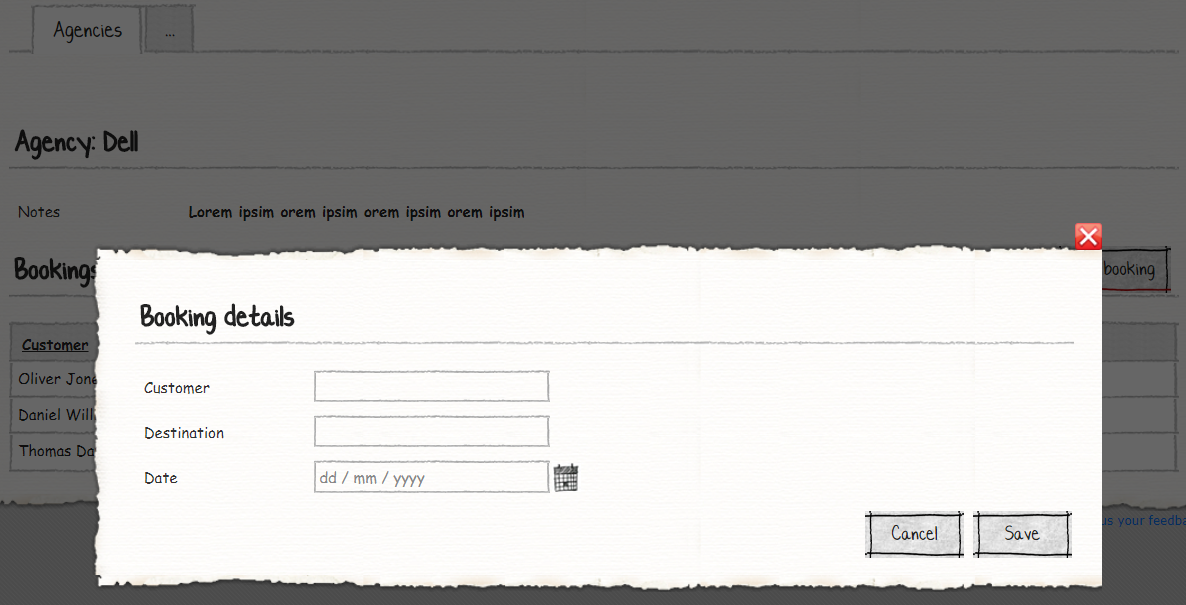 Agencies
...
Agency: Dell
Notes
Lorem ipsim orem ipsim orem ipsim orem ipsim
Bookings
booking
Customer
Oliver Jone
Daniel Will
Thomas Da
Booking details
Customer
Destination
Date
dd / mm / yyyy
Cancel
Save
us your feedba